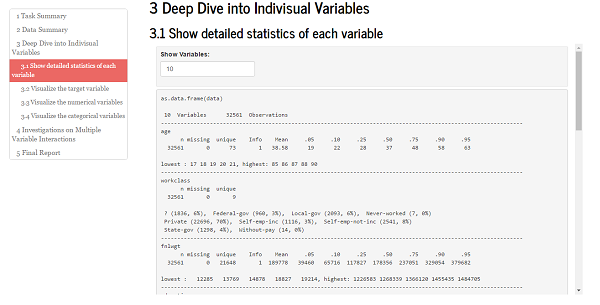 1 Task Summary
2 Data Summary
3 Deep Dive into Indivisual
Variables
3.1 Show detailed statistics of each
variable
3.2 Visualize the target variable
3.3 Visualize the numerical variables
3.4 Visualize the categorical variables
4 Investigations on Multiple
Variable Interactions
5 Final Report
3 Deep Dive into Indivisual Variables
3.1 Show detailed statistics of each variable
Show Variables:
10
as.data.frame(data)
10 Variables 32561 Observations
age
n missing unique Info Mean .05 .10 .25 .50 .75 .90 .95
32561 0 73 1 38.58 19 22 28 37 48 58 63
lowest : 17 18 19 20 21, highest: 85 86 87 88 90
workclass
n missing unique
32561 0 9
? (1836, 6%), Federal-gov (960, 3%), Local-gov (2093, 6%), Never-worked (7, 0%)
Private (22696, 70%), Self-emp-inc (1116, 3%), Self-emp-not-inc (2541, 8%)
State-gov (1298, 4%), Without-pay (14, 0%)
fnlwgt
n missing unique Info Mean .05 .10 .25 .50 .75 .90 .95
32561 0 21648 1 189778 39460 65716 117827 178356 237051 329054 379682
lowest : 12285 13769 14878 18827 19214, highest: 1226583 1268339 1366120 1455435 1484705